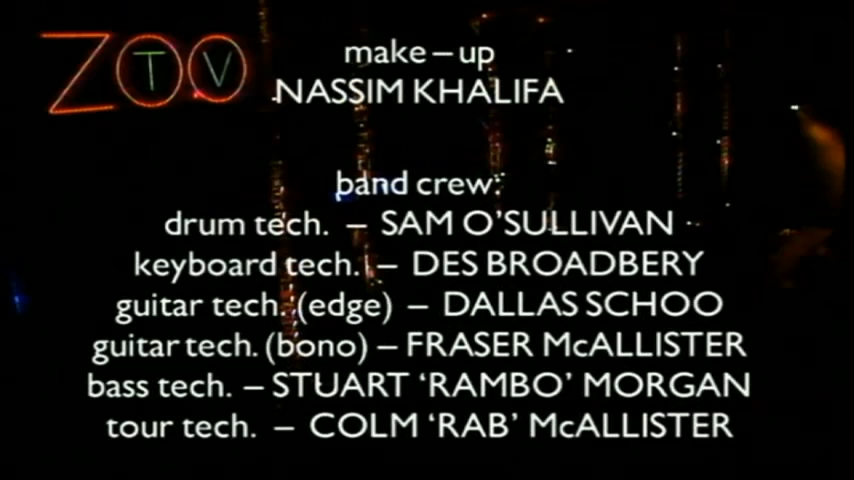 ZOO
TV
make – up
NASSIM KHALIFA
band crew:
drum tech. – SAM O'SULLIVAN
keyboard tech. – DES BROADBERY
guitar tech. (edge) – DALLAS SCHOO
guitar tech. (bono) – FRASER McALLISTER
bass tech. – STUART ‘RAMBO’ MORGAN
tour tech. – COLM ‘RAB’ McALLISTER